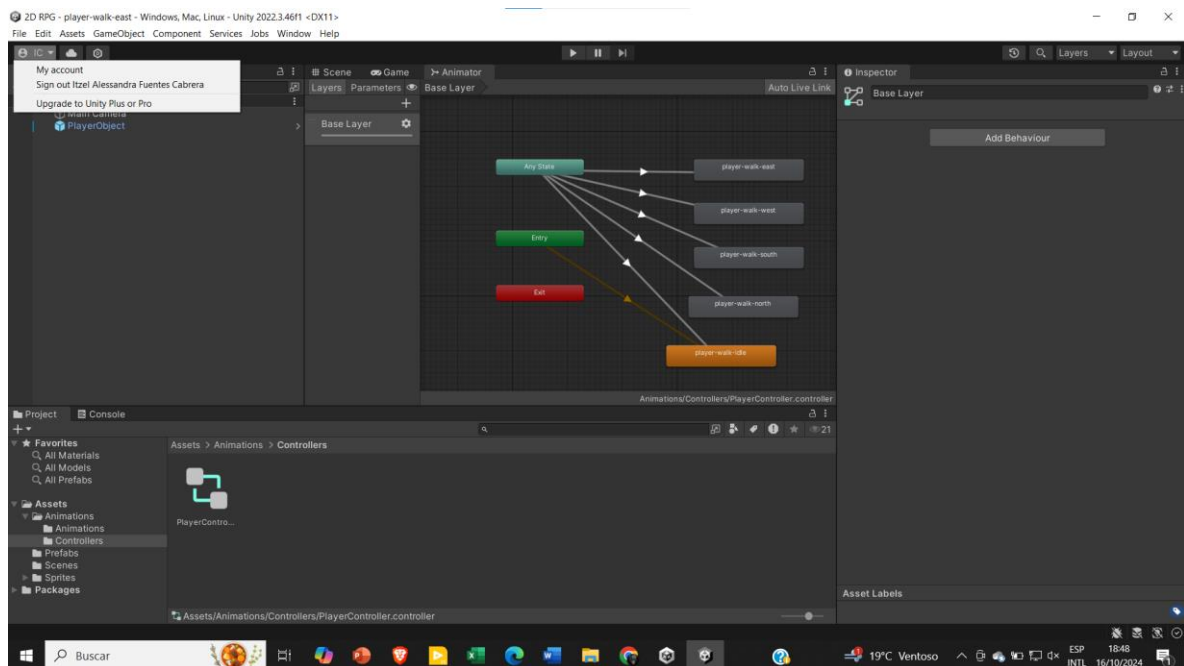 2D RPG - player-walk-east - Windows, Mac, Linux - Unity 2022.3.46f1 <DX11>
File Edit Assets GameObject Component Services Jobs Window Help
IC
Layers
Layout
My account
Sign out Itzel Alessandra Fuentes Cabrera
Upgrade to Unity Plus or Pro
Main Camera
PlayerObject
Scene
Game
Animator
Inspector
Layers Parameters
Base Layer
Auto Live Link
Base Layer
Base Layer
Add Behaviour
Any State
player-walk-east
player-walk-west
Entry
player-walk-south
Exit
player-walk-north
player-walk-idle
Animations/Controllers/PlayerController.controller
Project
Console
21
Favorites
All Materials
All Models
All Prefabs
Assets
Animations
Animations
Controllers
Prefabs
Scenes
Sprites
Packages
Assets > Animations > Controllers
PlayerContro...
Assets/Animations/Controllers/PlayerController.controller
Asset Labels
Buscar
19°C Ventoso
ESP
INTL
18:48
16/10/2024